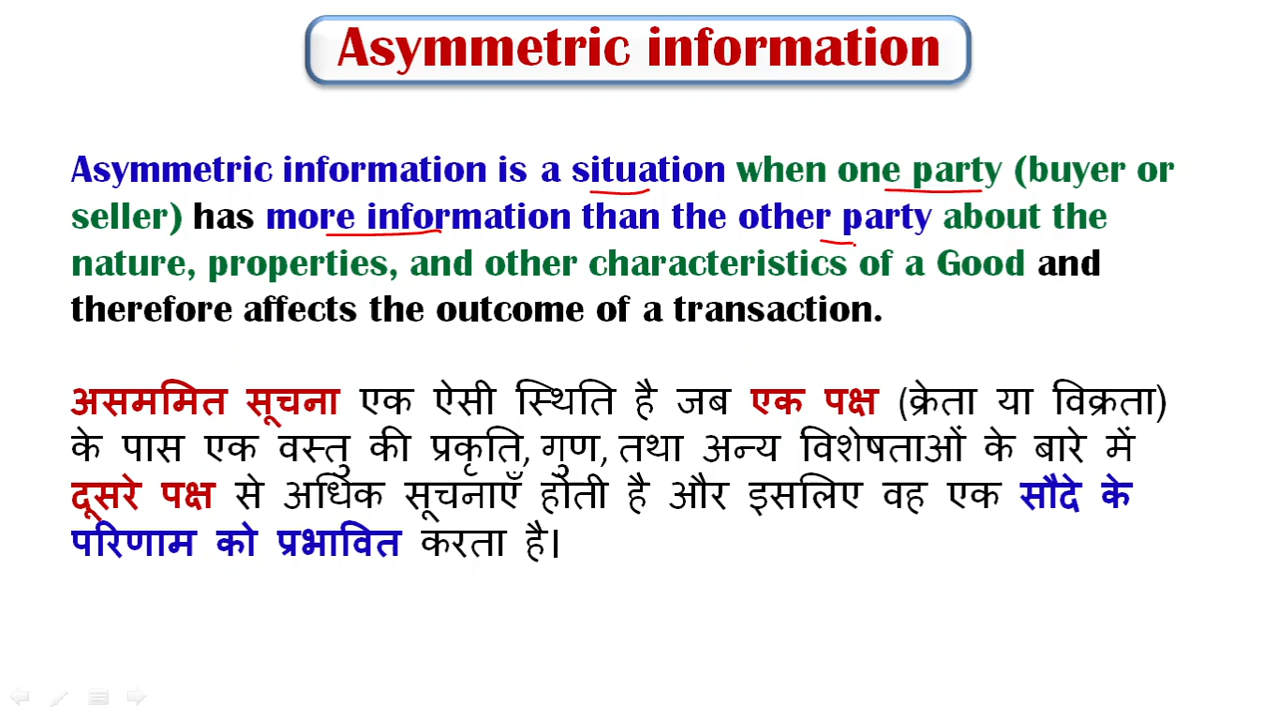 Asymmetric information
Asymmetric information is a situation when one party (buyer or
seller) has more information than the other party about the
nature, properties, and other characteristics of a Good and
therefore affects the outcome of a transaction.
असममित सूचना एक ऐसी स्थिति है जब एक पक्ष (क्रेता या विक्रता)
के पास एक वस्तु की प्रकृति, गुण, तथा अन्य विशेषताओं के बारे में
दूसरे पक्ष से अधिक सूचनाएँ होती है और इसलिए वह एक सौदे के
परिणाम को प्रभावित करता है।